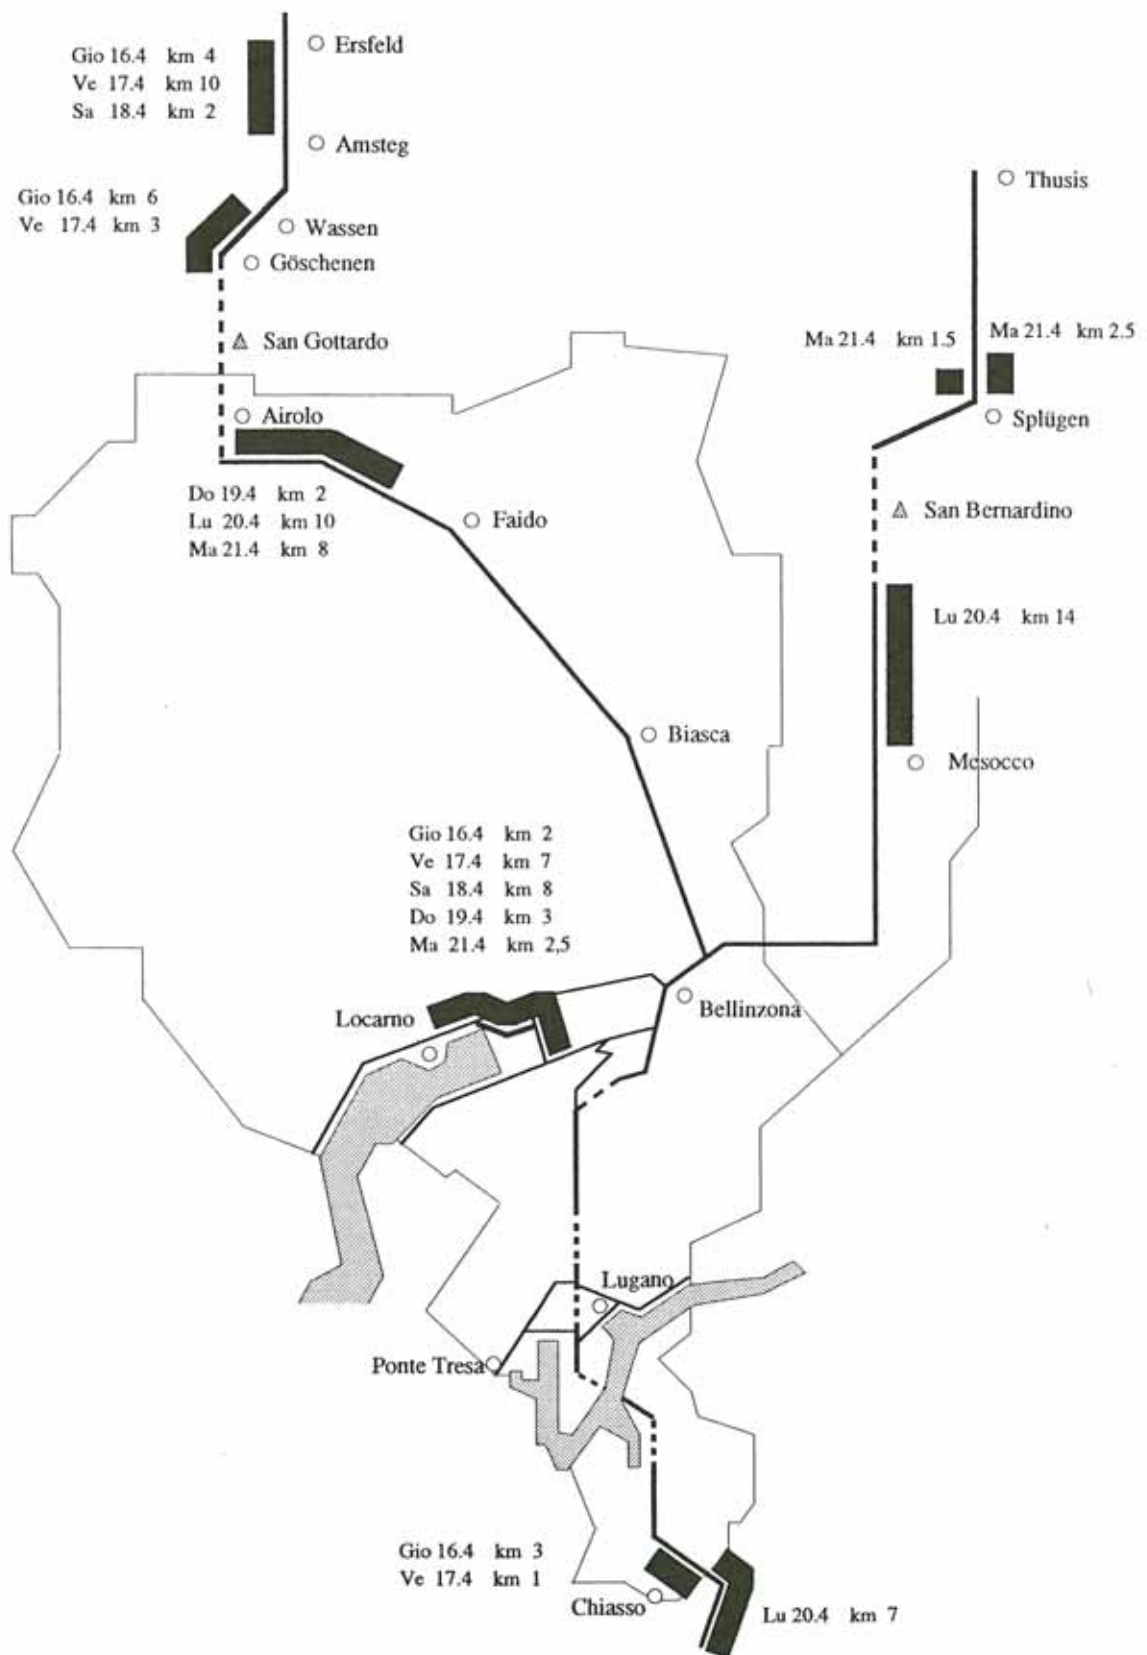 Ersfeld
Gio 16.4 km 4
Ve 17.4 km 10
Sa 18.4 km 2
Amsteg
Thusis
Gio 16.4 km 6
Ve 17.4 km 3
Wassen
Göschenen
San Gottardo
Ma 21.4 km 1.5
Ma 21.4 km 2.5
Airolo
Splügen
Do 19.4 km 2
Lu 20.4 km 10
Ma 21.4 km 8
Faido
San Bernardino
Lu 20.4 km 14
Biasca
Mesocco
Gio 16.4 km 2
Ve 17.4 km 7
Sa 18.4 km 8
Do 19.4 km 3
Ma 21.4 km 2,5
Locarno
Bellinzona
Lugano
Ponte Tresa
Gio 16.4 km 3
Ve 17.4 km 1
Chiasso
Lu 20.4 km 7